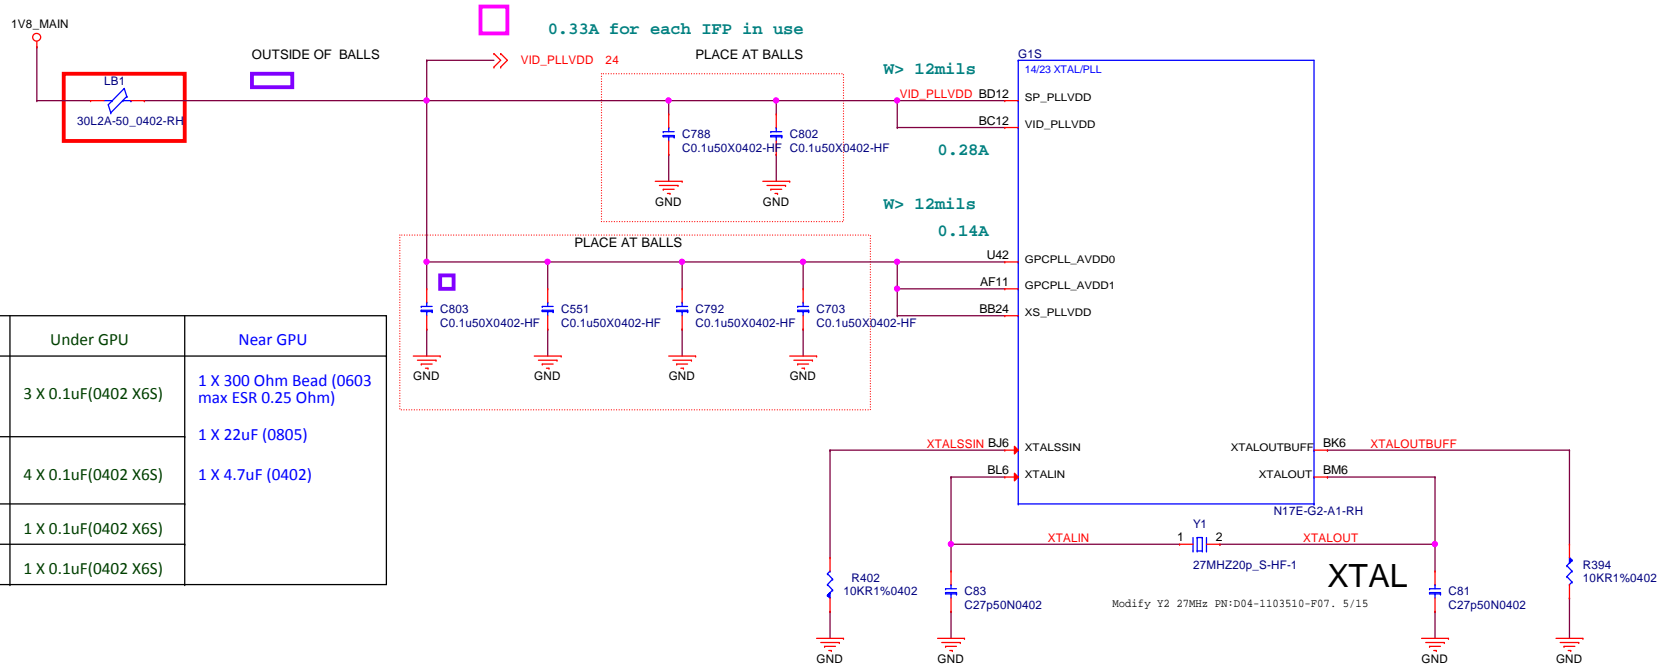 1V8_MAIN
LB1
30L2A-50_0402-RH
OUTSIDE OF BALLS
0.33A for each IFP in use
VID_PLLVDD 24
PLACE AT BALLS
C788
C0.1u50X0402-HF
C802
C0.1u50X0402-HF
W> 12mils
VID_PLLVDD BD12
BC12
0.28A
GND
GND
W> 12mils
0.14A
PLACE AT BALLS
U42
AF11
BB24
C803
C0.1u50X0402-HF
C551
C0.1u50X0402-HF
C792
C0.1u50X0402-HF
C703
C0.1u50X0402-HF
GND
GND
GND
GND
G1S
14/23 XTAL/PLL
SP_PLLVDD
VID_PLLVDD
GPCPLL_AVDD0
GPCPLL_AVDD1
XS_PLLVDD
XTALSSIN
XTALIN
XTALOUTBUFF
XTALOUT
N17E-G2-A1-RH
Under GPU
Near GPU
3 X 0.1uF(0402 X6S)
1 X 300 Ohm Bead (0603
max ESR 0.25 Ohm)
1 X 22uF (0805)
4 X 0.1uF(0402 X6S)
1 X 4.7uF (0402)
1 X 0.1uF(0402 X6S)
1 X 0.1uF(0402 X6S)
XTALSSIN BJ6
BL6
BK6 XTALOUTBUFF
BM6
XTALIN
1
Y1
2
XTALOUT
27MHZ20p_S-HF-1
XTAL
Modify Y2 27MHz PN:D04-1103510-F07. 5/15
R402
10KR1%0402
C83
C27p50N0402
C81
C27p50N0402
R394
10KR1%0402
GND
GND
GND
GND